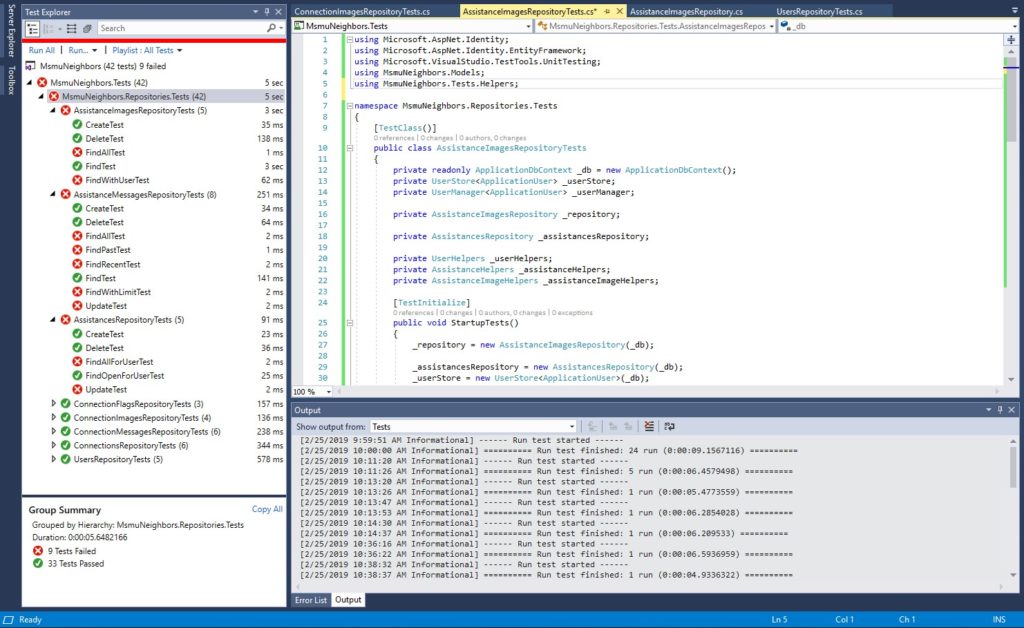 Server Explorer
Toolbox
Test Explorer
Search
Run All | Run... | Playlist : All Tests
MsmuNeighbors (42 tests) 9 failed
MsmuNeighbors.Tests (42) 5 sec
MsmuNeighbors.Repositories.Tests (42) 5 sec
AssistanceImagesRepositoryTests (5) 3 sec
CreateTest 35 ms
DeleteTest 138 ms
FindAllTest 1 ms
FindTest 3 sec
FindWithUserTest 62 ms
AssistanceMessagesRepositoryTests (8) 251 ms
CreateTest 34 ms
DeleteTest 64 ms
FindAllTest 2 ms
FindPastTest 1 ms
FindRecentTest 2 ms
FindTest 141 ms
FindWithLimitTest 2 ms
UpdateTest 2 ms
AssistancesRepositoryTests (5) 91 ms
CreateTest 23 ms
DeleteTest 36 ms
FindAllForUserTest 2 ms
FindOpenForUserTest 25 ms
UpdateTest 2 ms
ConnectionFlagsRepositoryTests (3) 157 ms
ConnectionImagesRepositoryTests (4) 136 ms
ConnectionMessagesRepositoryTests (6) 238 ms
ConnectionsRepositoryTests (6) 344 ms
UsersRepositoryTests (5) 578 ms
Group Summary Copy All
Grouped by Hierarchy: MsmuNeighbors.Repositories.Tests
Duration: 0:00:05.6482166
9 Tests Failed
33 Tests Passed
ConnectionImagesRepositoryTests.cs AssistanceImagesRepositoryTests.cs* AssistanceImagesRepository.cs UsersRepositoryTests.cs
MsmuNeighbors.Tests MsmuNeighbors.Repositories.Tests.AssistanceImagesRepos _db
1 using Microsoft.AspNet.Identity;
2 using Microsoft.AspNet.Identity.EntityFramework;
3 using Microsoft.VisualStudio.TestTools.UnitTesting;
4 using MsmuNeighbors.Models;
5 using MsmuNeighbors.Tests.Helpers;
6
7 namespace MsmuNeighbors.Repositories.Tests
8 {
9 [TestClass()]
0 references | 0 changes | 0 authors, 0 changes
10 public class AssistanceImagesRepositoryTests
11 {
12 private readonly ApplicationDbContext _db = new ApplicationDbContext();
13 private UserStore<ApplicationUser> _userStore;
14 private UserManager<ApplicationUser> _userManager;
15
16 private AssistanceImagesRepository _repository;
17
18 private AssistancesRepository _assistancesRepository;
19
20 private UserHelpers _userHelpers;
21 private AssistanceHelpers _assistanceHelpers;
22 private AssistanceImageHelpers _assistanceImageHelpers;
23
24 [TestInitialize]
0 references | 0 changes | 0 authors, 0 changes | 0 exceptions
25 public void StartupTests()
26 {
27 _repository = new AssistanceImagesRepository(_db);
28
29 _assistancesRepository = new AssistancesRepository(_db);
30 _userStore = new UserStore<ApplicationUser>(_db);
100 %
Output
Show output from: Tests
[2/25/2019 9:59:51 AM Informational] ------ Run test started ------
[2/25/2019 10:00:00 AM Informational] ========== Run test finished: 24 run (0:00:09.1567116) ==========
[2/25/2019 10:11:20 AM Informational] ------ Run test started ------
[2/25/2019 10:11:26 AM Informational] ========== Run test finished: 5 run (0:00:06.4579498) ==========
[2/25/2019 10:13:20 AM Informational] ------ Run test started ------
[2/25/2019 10:13:26 AM Informational] ========== Run test finished: 1 run (0:00:05.4773559) ==========
[2/25/2019 10:13:47 AM Informational] ------ Run test started ------
[2/25/2019 10:13:53 AM Informational] ========== Run test finished: 1 run (0:00:06.2854028) ==========
[2/25/2019 10:14:30 AM Informational] ------ Run test started ------
[2/25/2019 10:14:37 AM Informational] ========== Run test finished: 1 run (0:00:06.209533) ==========
[2/25/2019 10:36:16 AM Informational] ------ Run test started ------
[2/25/2019 10:36:22 AM Informational] ========== Run test finished: 1 run (0:00:06.5936959) ==========
[2/25/2019 10:38:32 AM Informational] ------ Run test started ------
[2/25/2019 10:38:37 AM Informational] ========== Run test finished: 1 run (0:00:04.9336322) ==========
Error List Output
Ready Ln 5 Col 1 Ch 1 INS